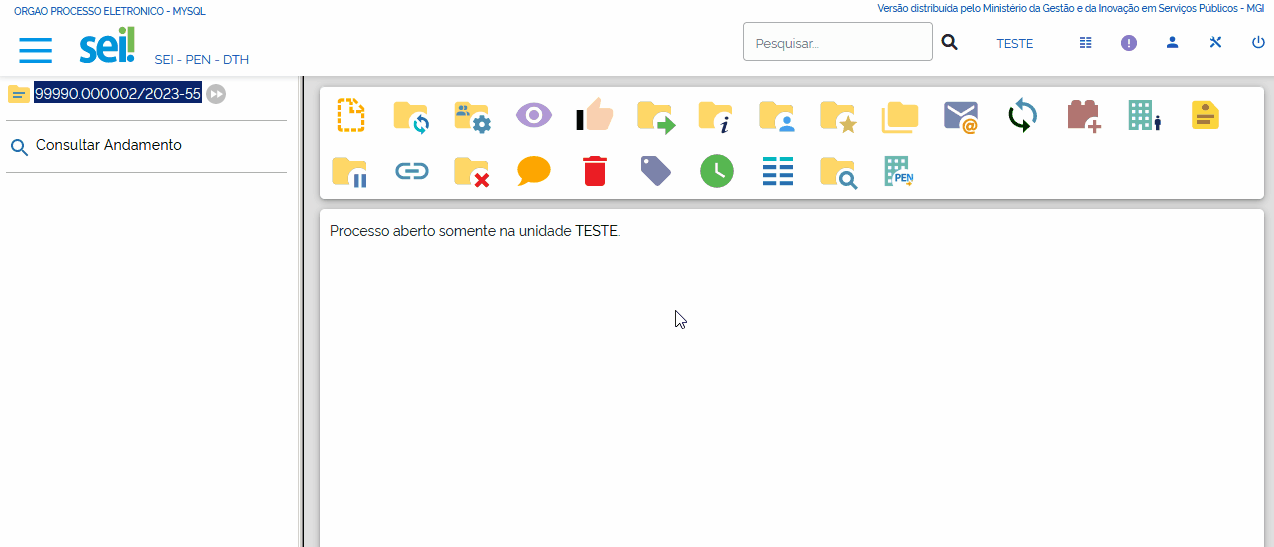 ORGAO PROCESSO ELETRONICO - MYSQL
Versão distribuída pelo Ministério da Gestão e da Inovação em Serviços Públicos - MGI
sei!
SEI - PEN - DTH
Pesquisar...
TESTE
99990.000002/2023-55
Consultar Andamento
i
@
PEN
Processo aberto somente na unidade TESTE.